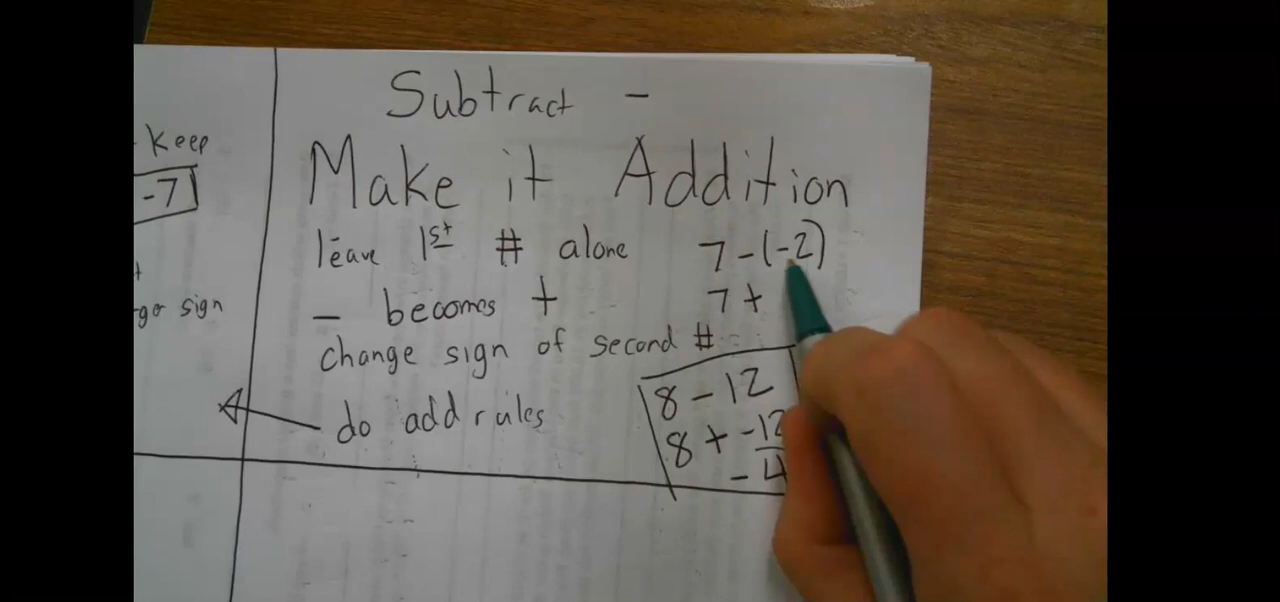 Keep
-7
sign
Subtract -
Make it Addition
leave 1st # alone
- becomes +
change sign of second #
do add rules
7-(-2)
7+
8-12
8+-12
-4